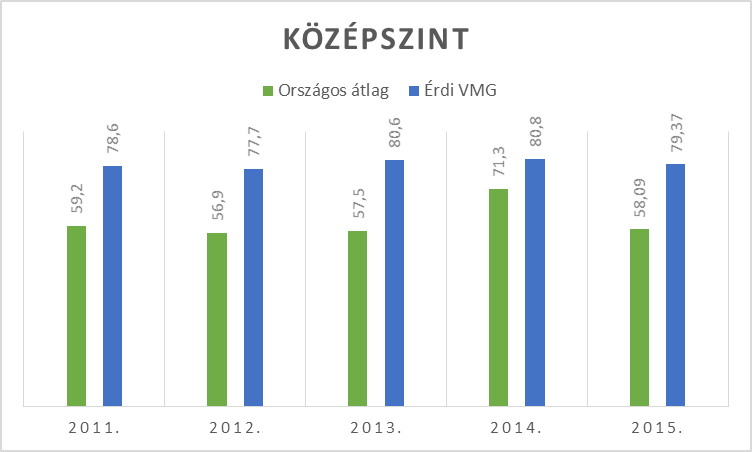 KÖZÉPSZINT
Országos átlag Érdi VMG
59,2 78,6 56,9 77,7 57,5 80,6 71,3 80,8 58,09 79,37
2011. 2012. 2013. 2014. 2015.